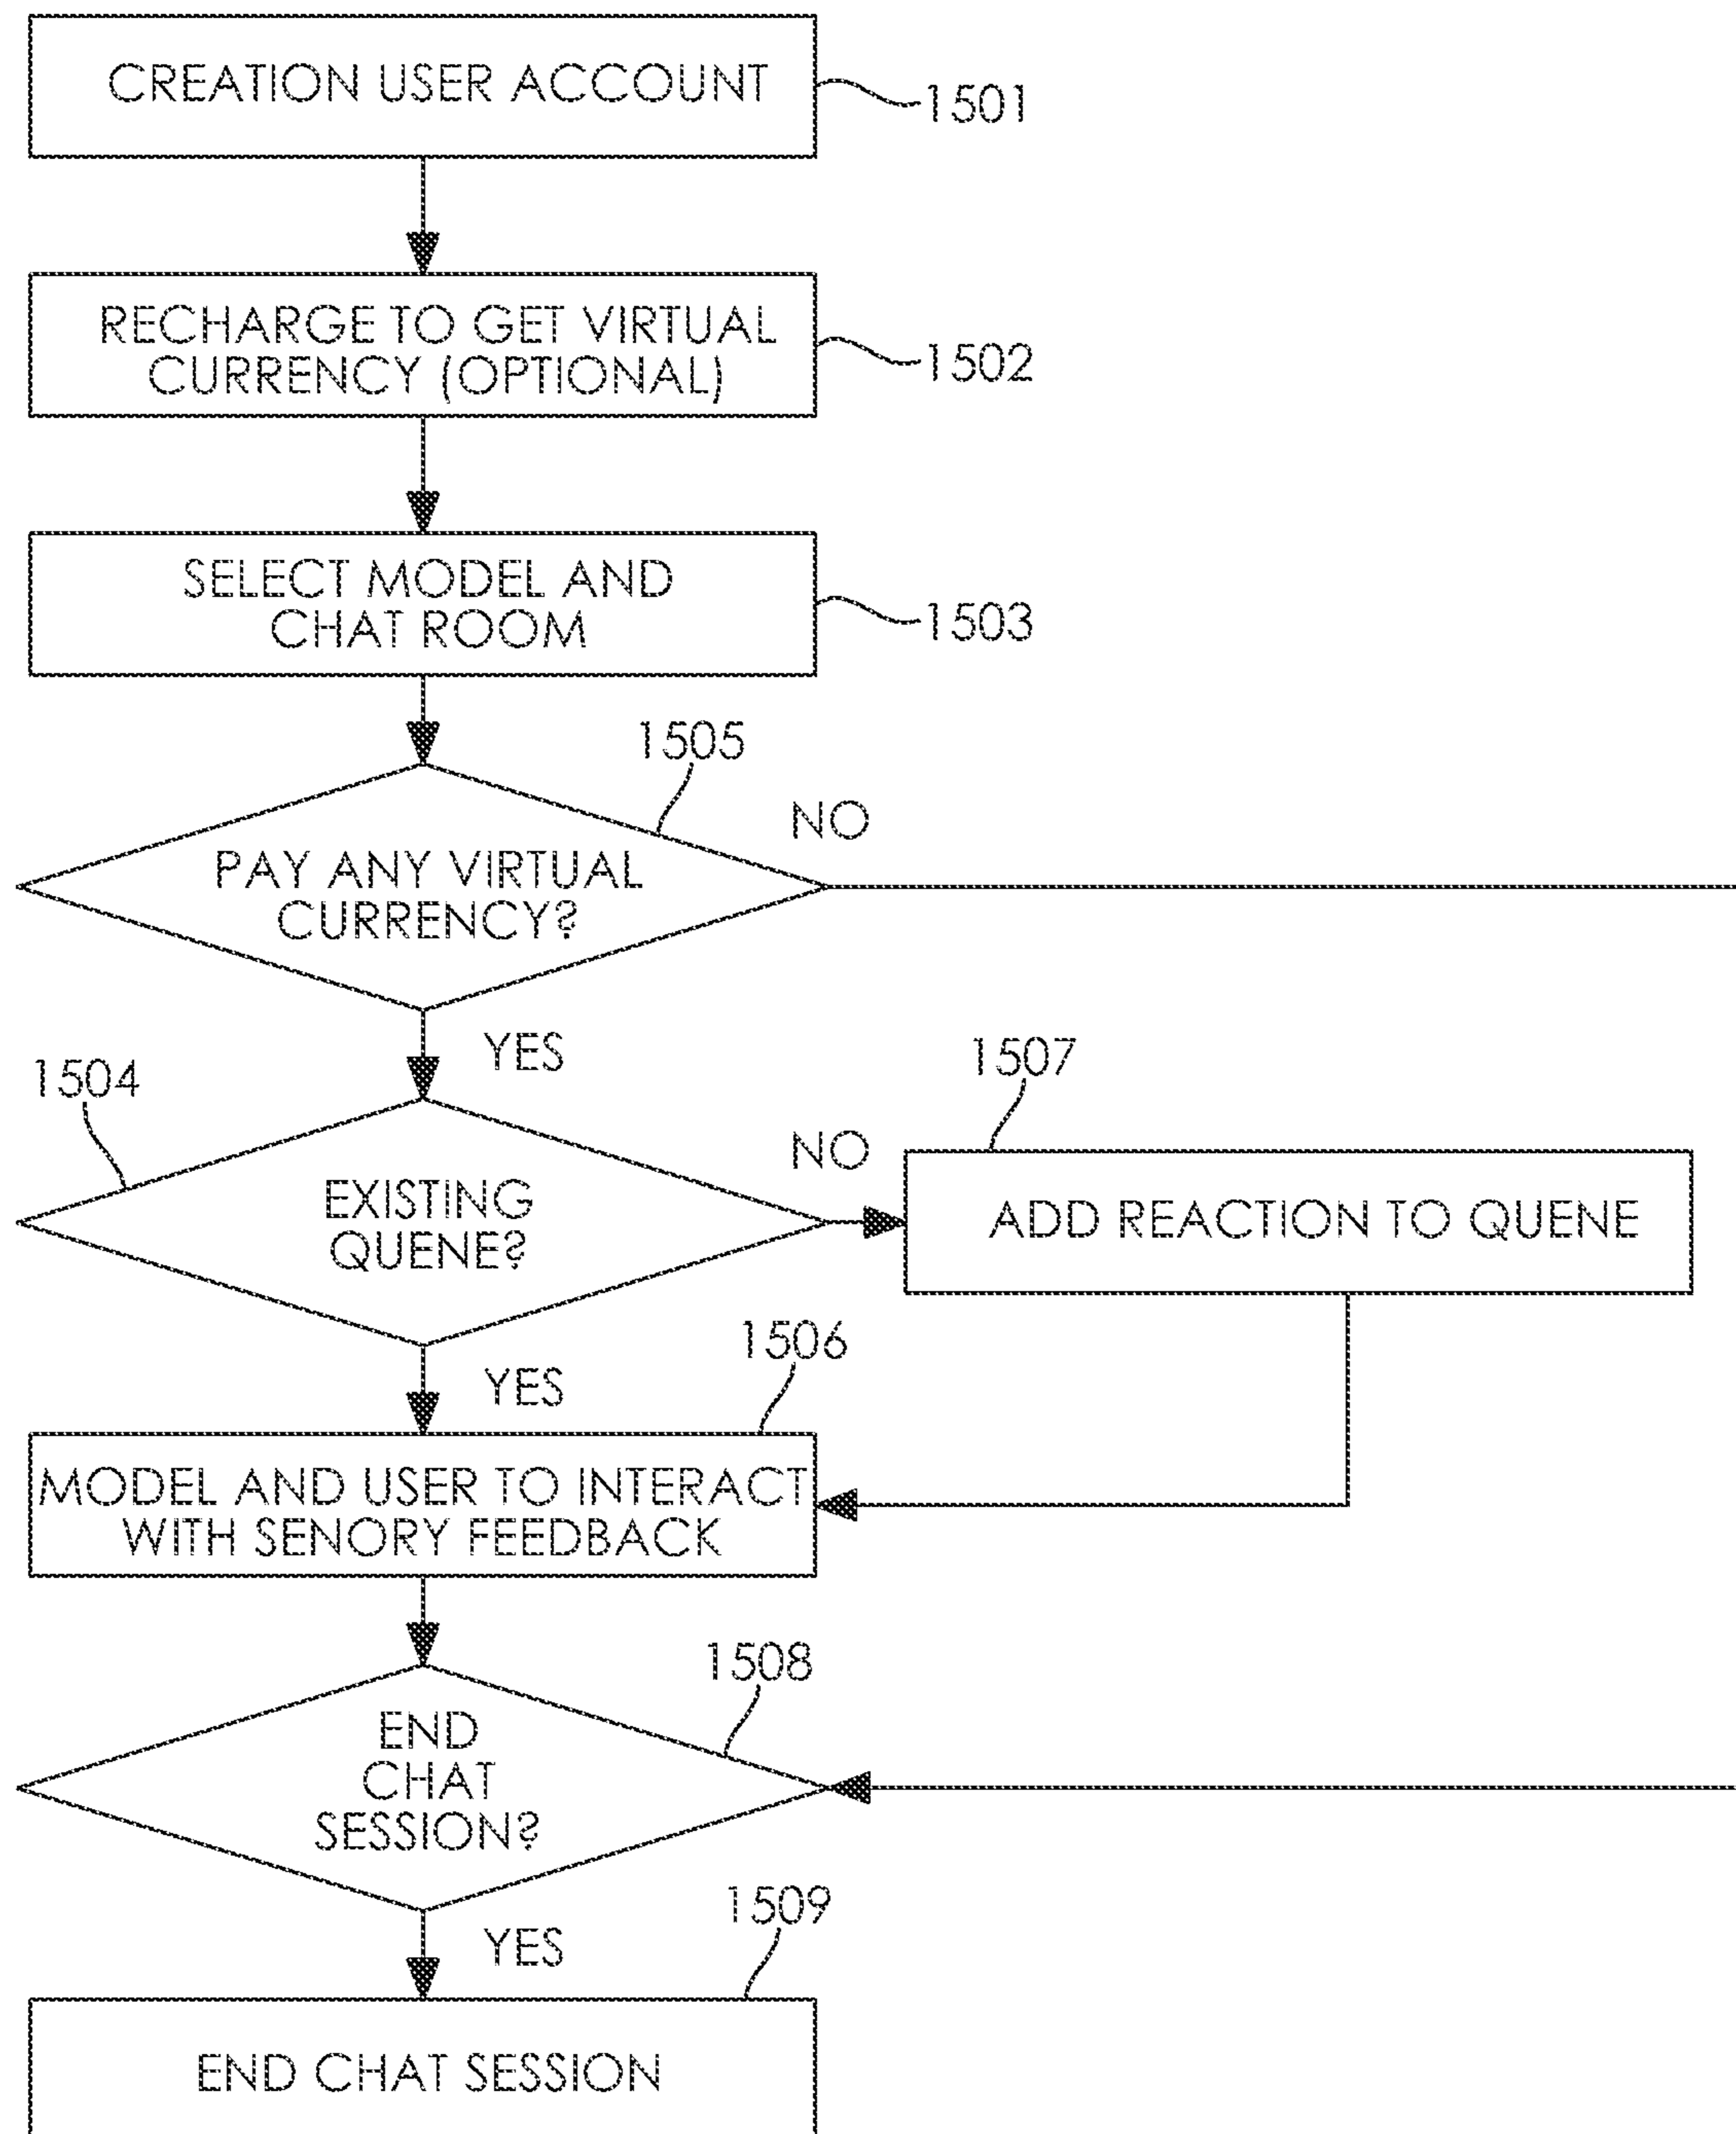 CREATION USER ACCOUNT
1501
RECHARGE TO GET VIRTUAL
CURRENCY (OPTIONAL)
1502
SELECT MODEL AND
CHAT ROOM
1503
1505
NO
PAY ANY VIRTUAL
CURRENCY?
YES
1504
1507
NO
EXISTING
QUENE?
ADD REACTION TO QUENE
YES
1506
MODEL AND USER TO INTERACT
WITH SENORY FEEDBACK
1508
END
CHAT
SESSION?
YES
1509
END CHAT SESSION